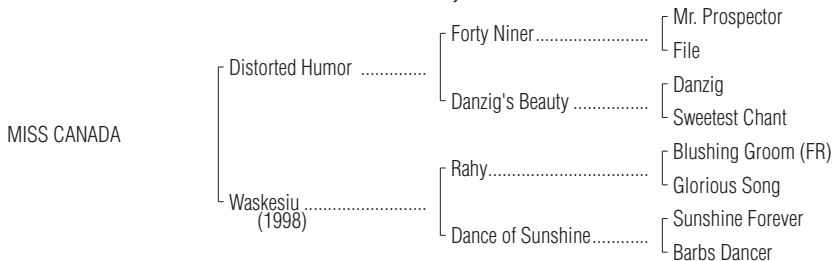 Mr. Prospector
Forty Niner
File
Distorted Humor
Danzig
Danzig's Beauty
Sweetest Chant
MISS CANADA
Blushing Groom (FR)
Rahy
Glorious Song
Waskesiu
(1998)
Sunshine Forever
Dance of Sunshine
Barbs Dancer